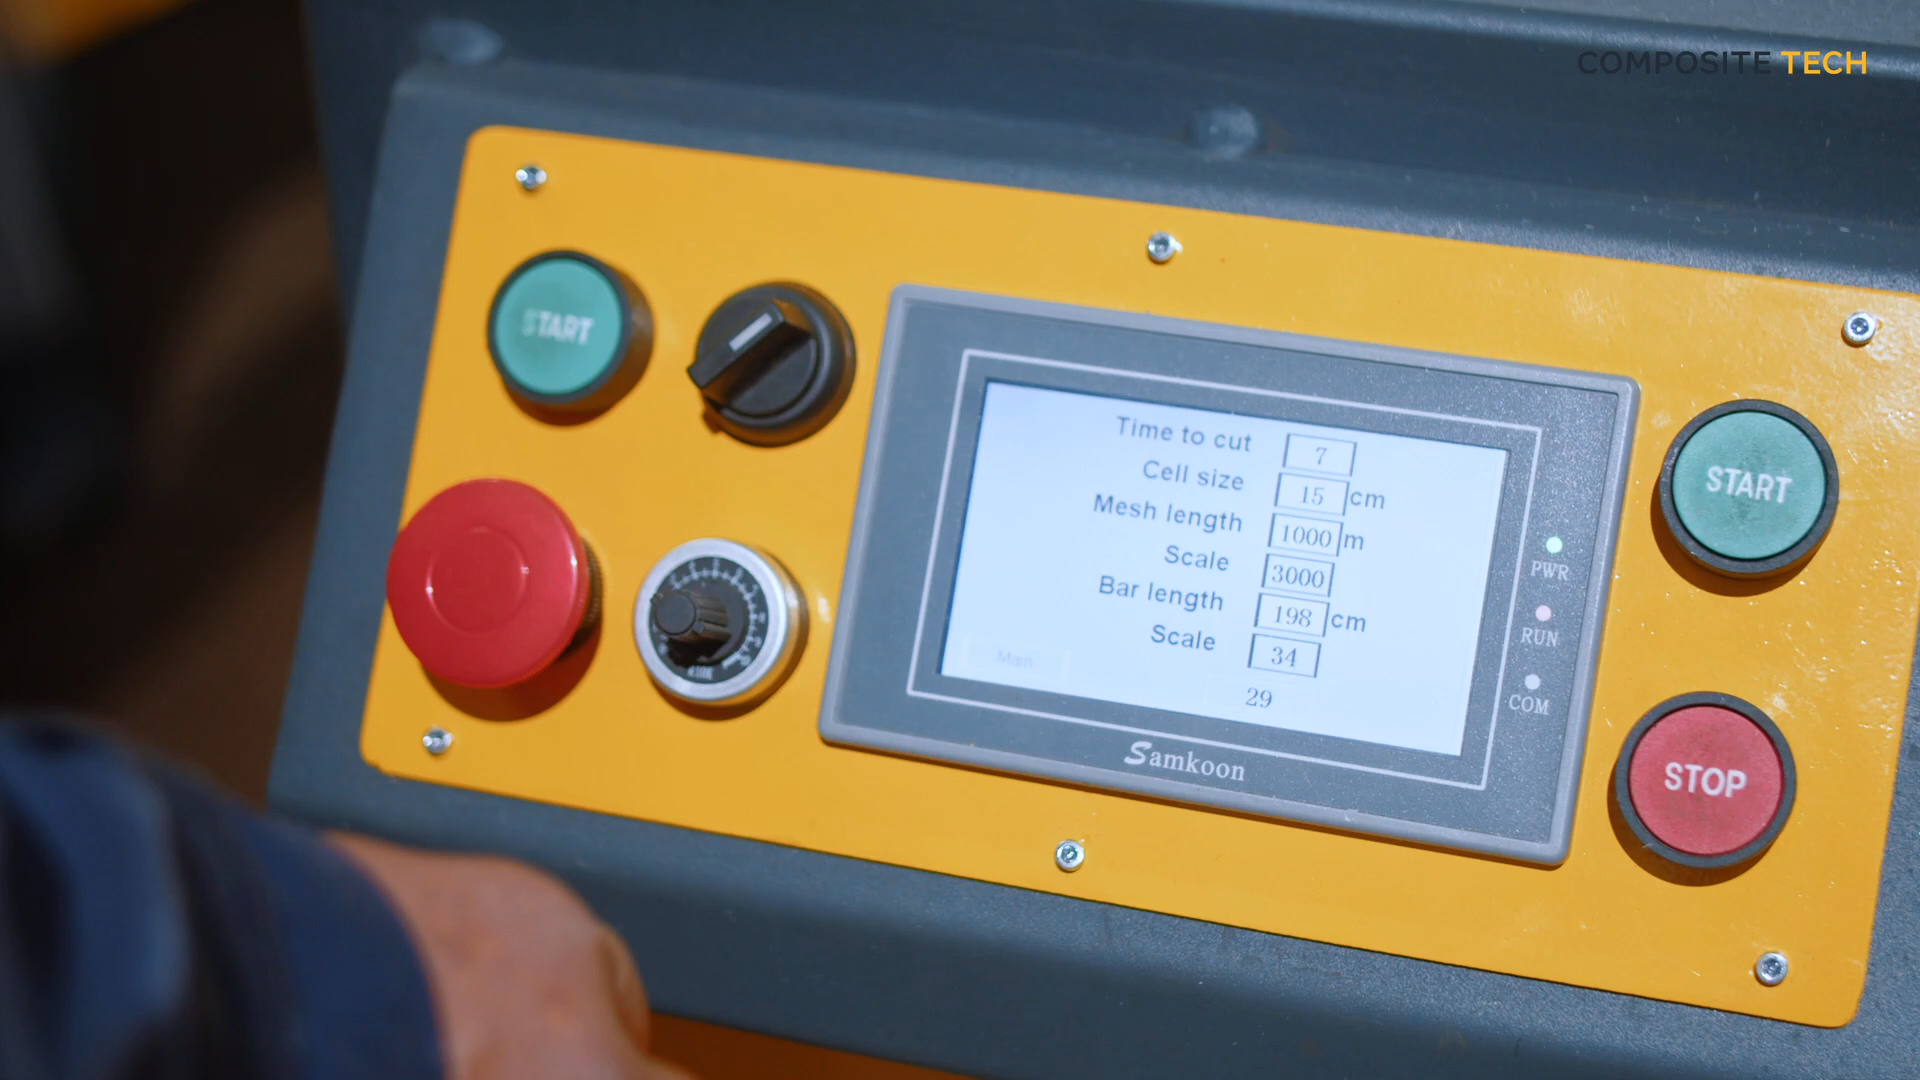 COMPOSITE TECH
START
Time to cut 7
Cell size 15 cm
Mesh length 1000 m
Scale 3000
Bar length 198 cm
Scale 34
Main
29
PWR
RUN
COM
Samkoon
START
STOP